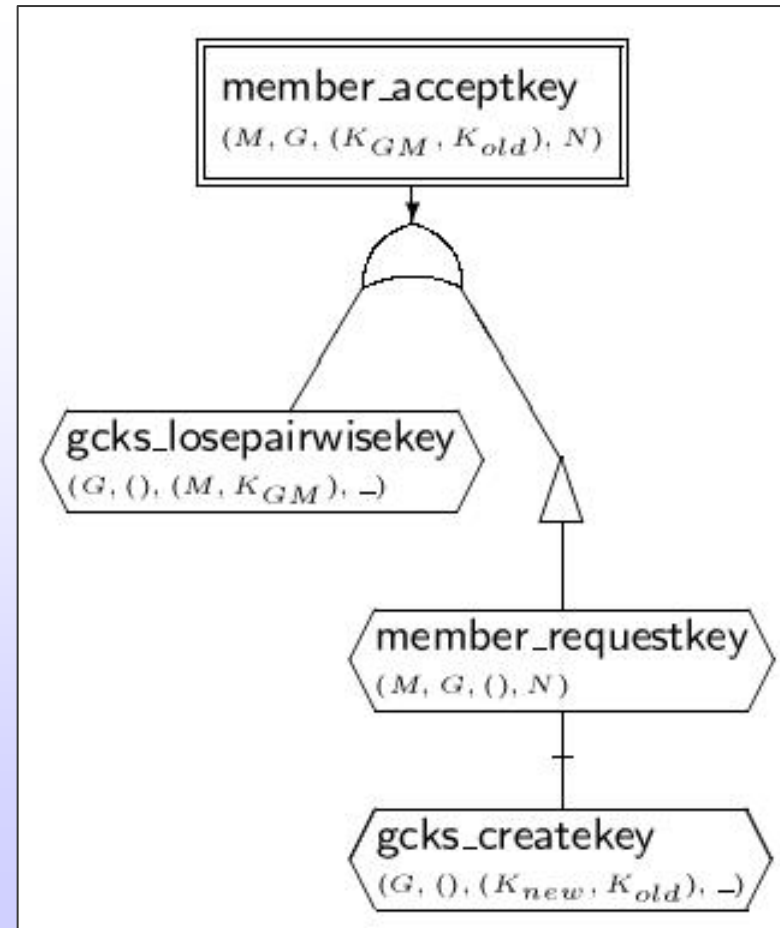 member_acceptkey
(M, G, (K_GM, K_old), N)
gcks_losepairwisekey
(G, (), (M, K_GM), _)
member_requestkey
(M, G, (), N)
gcks_createkey
(G, (), (K_new, K_old), _)